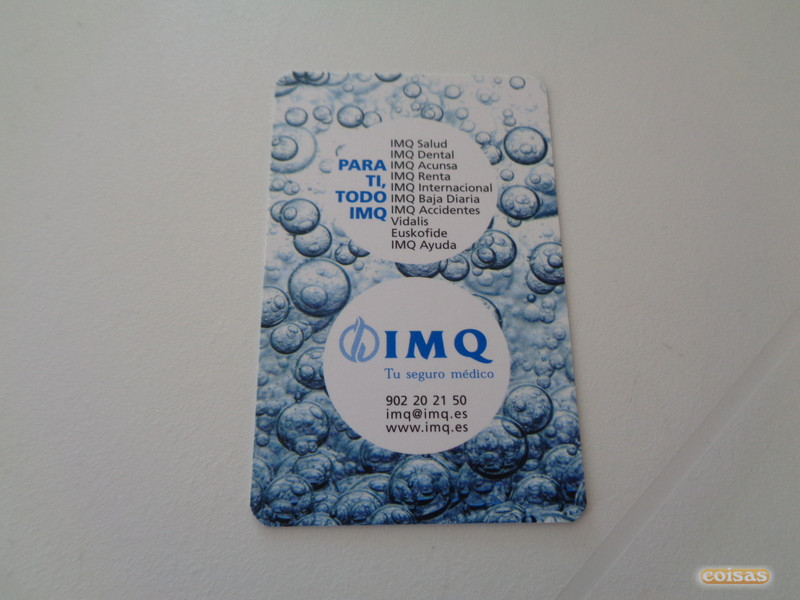 PARA
TI,
TODO
IMQ
IMQ Salud
IMQ Dental
IMQ Acunsa
IMQ Renta
IMQ Internacional
IMQ Baja Diaria
IMQ Accidentes
Vidalis
Euskofide
IMQ Ayuda
IMQ
Tu seguro médico
902 20 21 50
imq@imq.es
www.imq.es
coisas